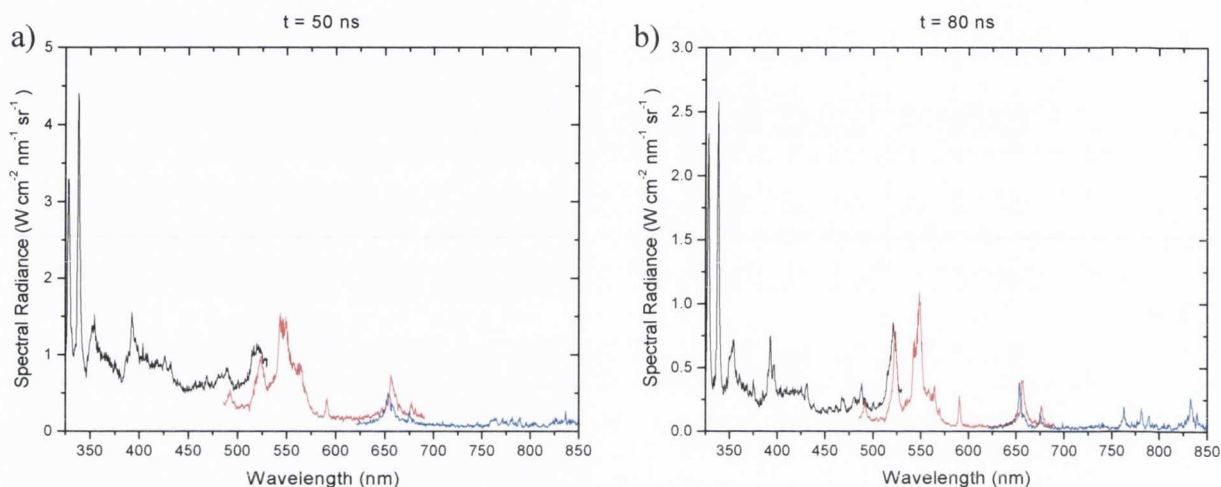 a)
t = 50 ns
Spectral Radiance (W cm⁻² nm⁻¹ sr⁻¹)
5
4
3
2
1
0
350 400 450 500 550 600 650 700 750 800 850
Wavelength (nm)
b)
t = 80 ns
Spectral Radiance (W cm⁻² nm⁻¹ sr⁻¹)
3.0
2.5
2.0
1.5
1.0
0.5
0.0
350 400 450 500 550 600 650 700 750 800 850
Wavelength (nm)